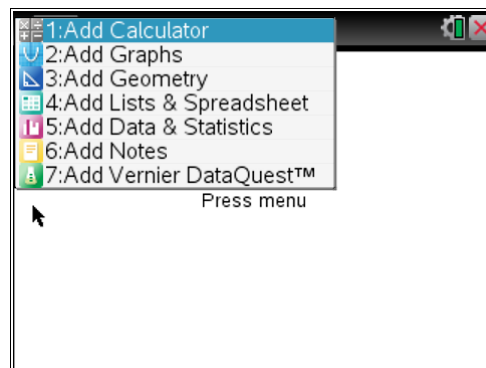 1:Add Calculator
2:Add Graphs
3:Add Geometry
4:Add Lists & Spreadsheet
5:Add Data & Statistics
6:Add Notes
7:Add Vernier DataQuest™
Press menu